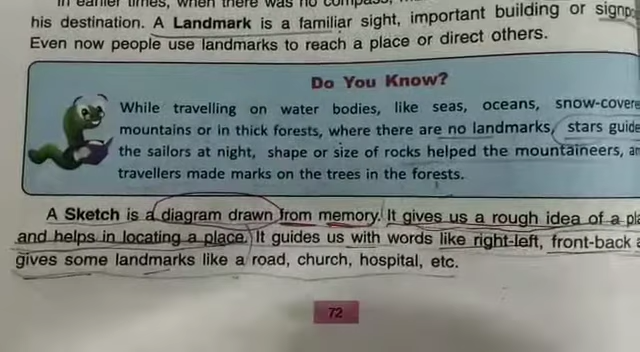 In earlier times, when there was no compass,
his destination. A Landmark is a familiar sight, important building or
Even now people use landmarks to reach a place or direct others.
Do You Know?
While travelling on water bodies, like seas, oceans,
mountains or in thick forests, where there are no landmarks, stars guide
the sailors at night, shape or size of rocks helped the mountaineers,
travellers made marks on the trees in the forests.
A Sketch is a diagram drawn from memory. It gives us a rough idea of a
and helps in locating a place. It guides us with words like right-left, front-back
gives some landmarks like a road, church, hospital, etc.
72